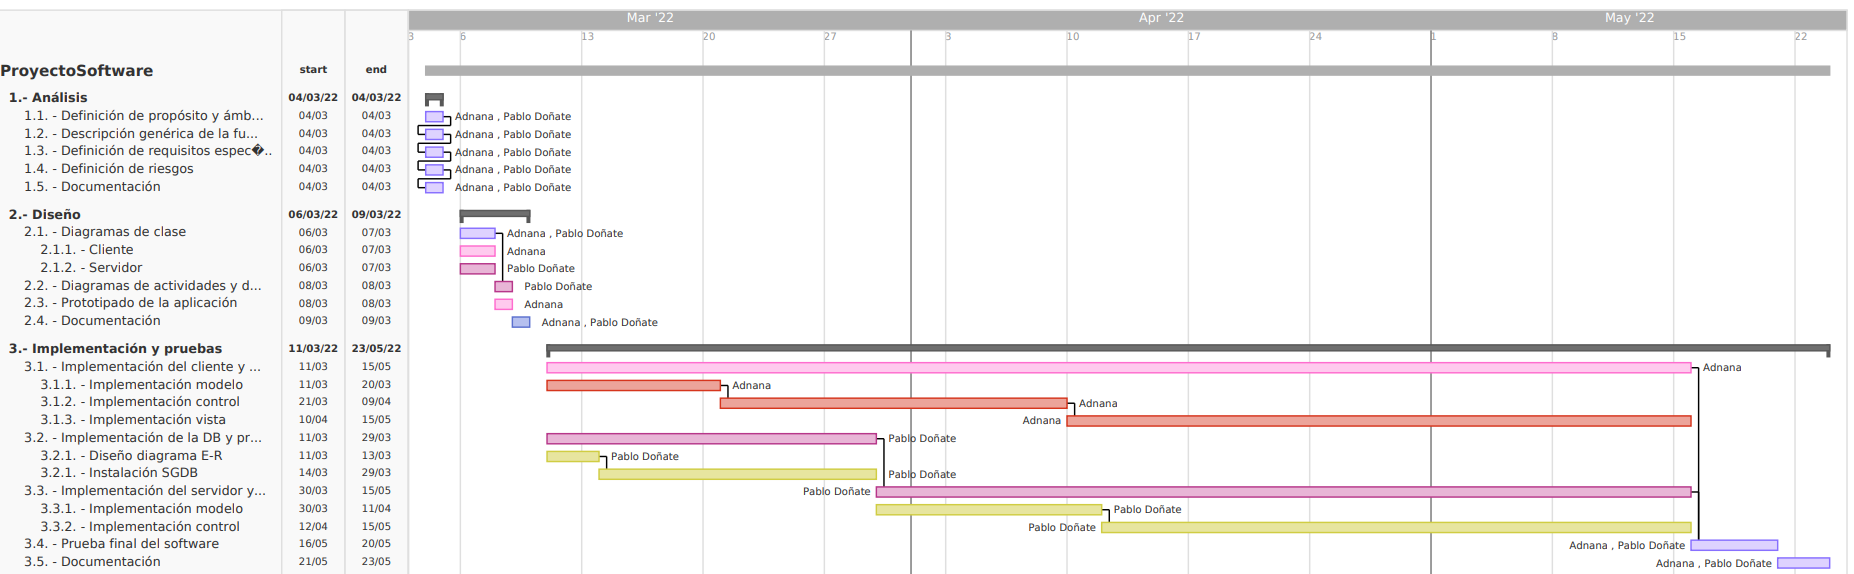 Mar '22 Apr '22 May '22
3 6 13 20 27 3 10 17 24 1 8 15 22
ProyectoSoftware start end
1.- Análisis 04/03/22 04/03/22
1.1. - Definición de propósito y ámb... 04/03 04/03 Adnana , Pablo Doñate
1.2. - Descripción genérica de la fu... 04/03 04/03 Adnana , Pablo Doñate
1.3. - Definición de requisitos espec�.. 04/03 04/03 Adnana , Pablo Doñate
1.4. - Definición de riesgos 04/03 04/03 Adnana , Pablo Doñate
1.5. - Documentación 04/03 04/03 Adnana , Pablo Doñate
2.- Diseño 06/03/22 09/03/22
2.1. - Diagramas de clase 06/03 07/03 Adnana , Pablo Doñate
2.1.1. - Cliente 06/03 07/03 Adnana
2.1.2. - Servidor 06/03 07/03 Pablo Doñate
2.2. - Diagramas de actividades y d... 08/03 08/03 Pablo Doñate
2.3. - Prototipado de la aplicación 08/03 08/03 Adnana
2.4. - Documentación 09/03 09/03 Adnana , Pablo Doñate
3.- Implementación y pruebas 11/03/22 23/05/22
3.1. - Implementación del cliente y ... 11/03 15/05 Adnana
3.1.1. - Implementación modelo 11/03 20/03 Adnana
3.1.2. - Implementación control 21/03 09/04 Adnana
3.1.3. - Implementación vista 10/04 15/05 Adnana
3.2. - Implementación de la DB y pr... 11/03 29/03 Pablo Doñate
3.2.1. - Diseño diagrama E-R 11/03 13/03 Pablo Doñate
3.2.1. - Instalación SGDB 14/03 29/03 Pablo Doñate
3.3. - Implementación del servidor y... 30/03 15/05 Pablo Doñate
3.3.1. - Implementación modelo 30/03 11/04 Pablo Doñate
3.3.2. - Implementación control 12/04 15/05 Pablo Doñate
3.4. - Prueba final del software 16/05 20/05 Adnana , Pablo Doñate
3.5. - Documentación 21/05 23/05 Adnana , Pablo Doñate